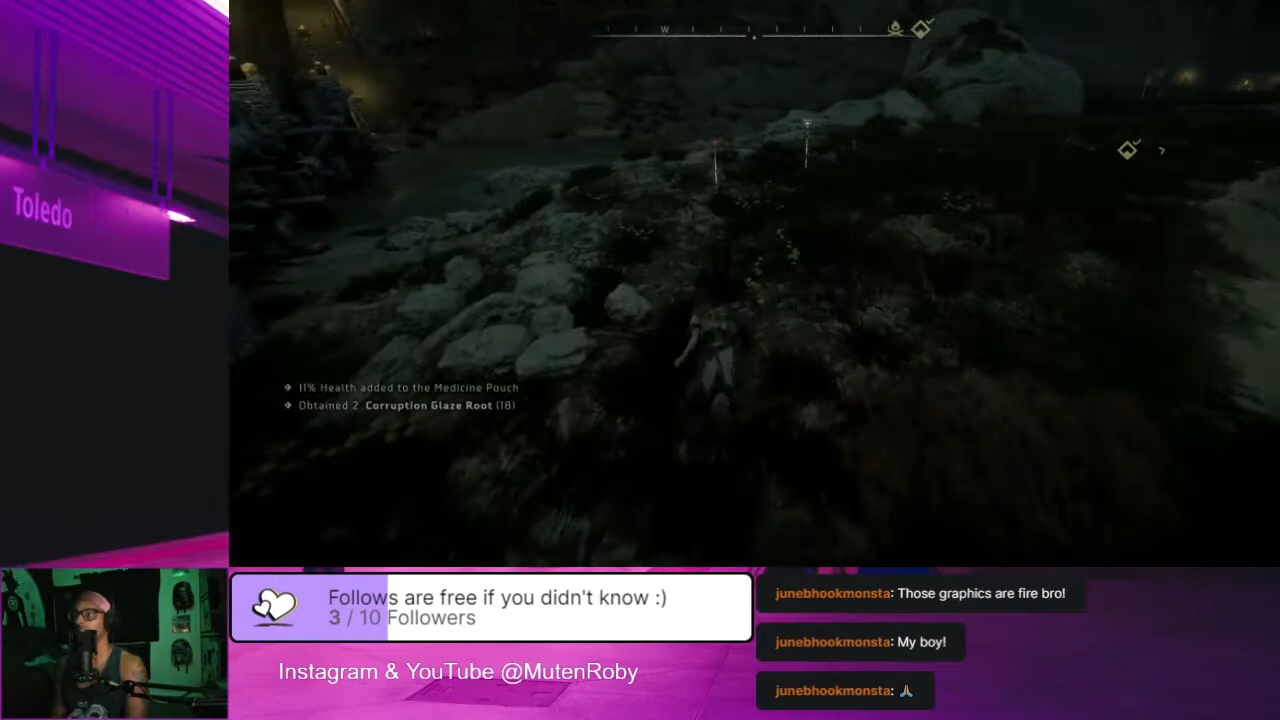 W
Toledo
11% Health added to the Medicine Pouch
Obtained 2 Corruption Glaze Root (18)
Follows are free if you didn't know :)
3 / 10 Followers
Instagram & YouTube @MutenRoby
junebhookmonsta: Those graphics are fire bro!
junebhookmonsta: My boy!
junebhookmonsta: 🙏🏽